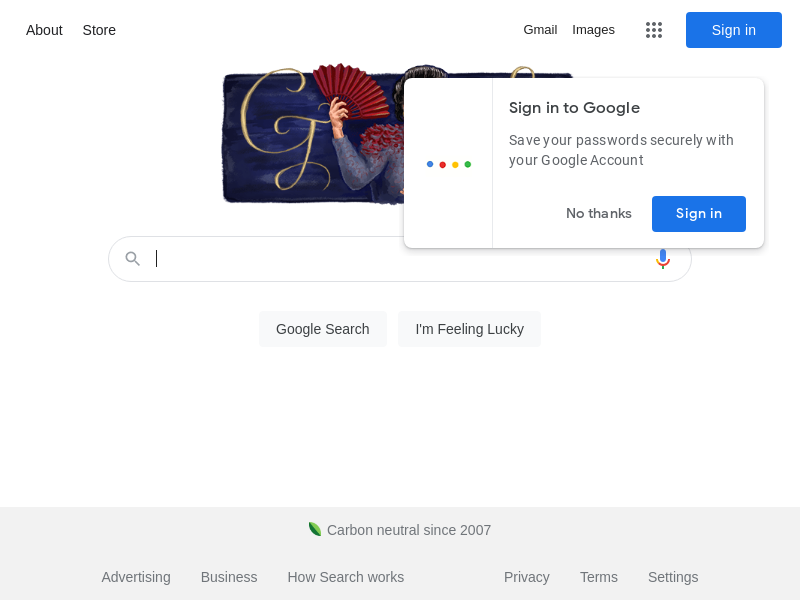 About
Store
Gmail
Images
Sign in
Sign in to Google
Save your passwords securely with
your Google Account
No thanks
Sign in
Google Search
I'm Feeling Lucky
Carbon neutral since 2007
Advertising
Business
How Search works
Privacy
Terms
Settings